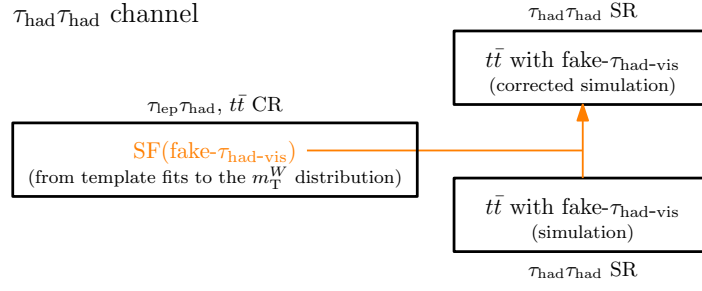 τhadτhad channel
τhadτhad SR
tt̄ with fake-τhad-vis
(corrected simulation)
τlepτhad, tt̄ CR
SF(fake-τhad-vis)
(from template fits to the m_T^W distribution)
tt̄ with fake-τhad-vis
(simulation)
τhadτhad SR